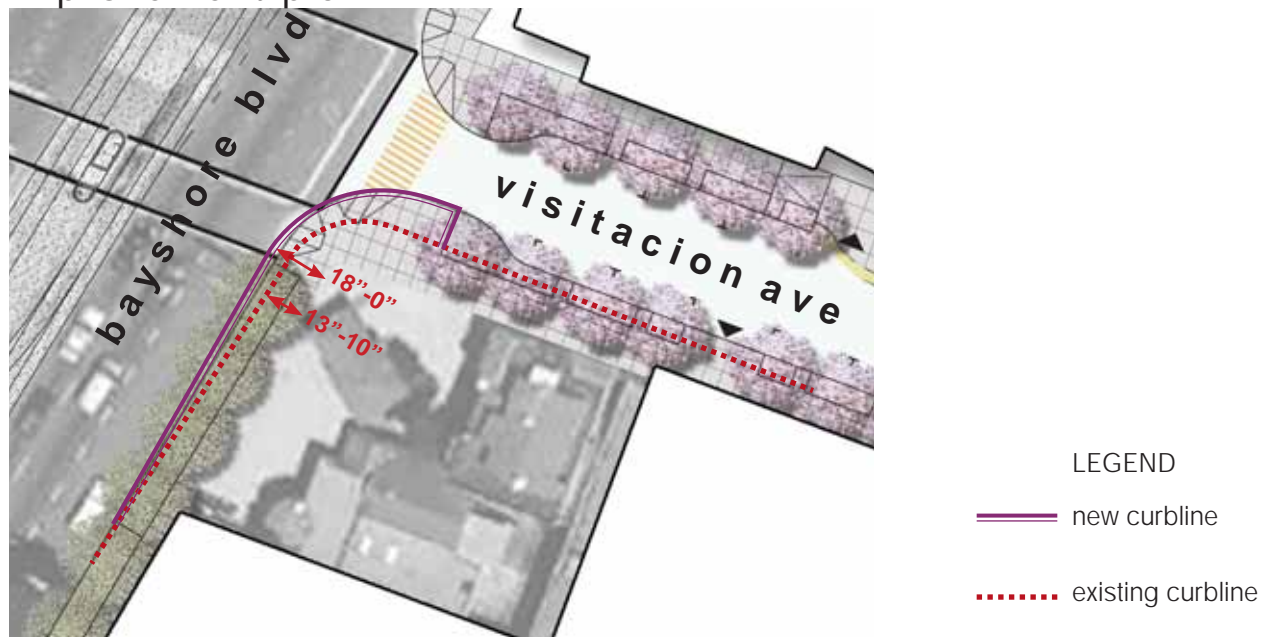 bayshore blvd
visitacion ave
18”-0”
13”-10”
LEGEND
new curbline
existing curbline